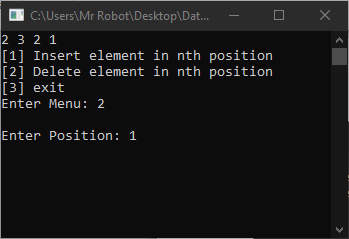 C:\Users\Mr Robot\Desktop\Dat...
2 3 2 1
[1] Insert element in nth position
[2] Delete element in nth position
[3] exit
Enter Menu: 2
Enter Position: 1